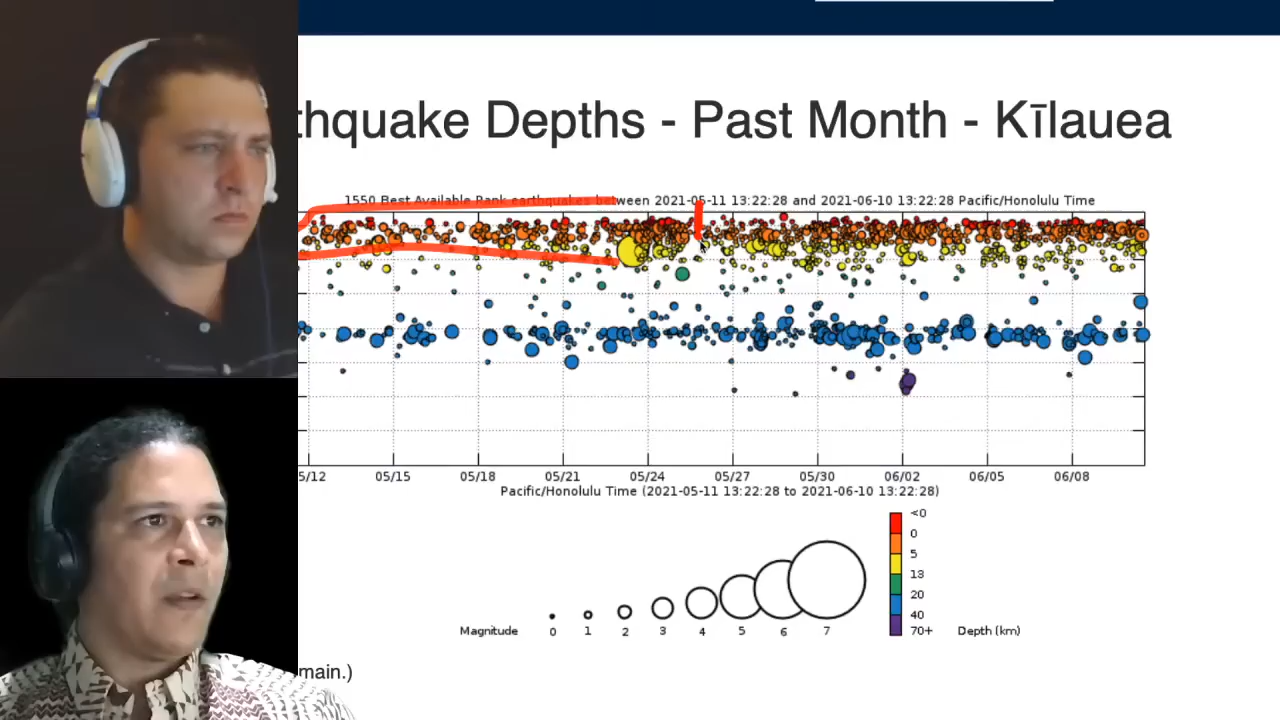 thquake Depths - Past Month - Kīlauea
1550 Best Available Rank earthquakes between 2021-05-11 13:22:28 and 2021-06-10 13:22:28 Pacific/Honolulu Time
5/12 05/15 05/18 05/21 05/24 05/27 05/30 06/02 06/05 06/08
Pacific/Honolulu Time (2021-05-11 13:22:28 to 2021-06-10 13:22:28)
<0
0
5
13
20
40
Magnitude 0 1 2 3 4 5 6 7 70+ Depth (km)
main.)